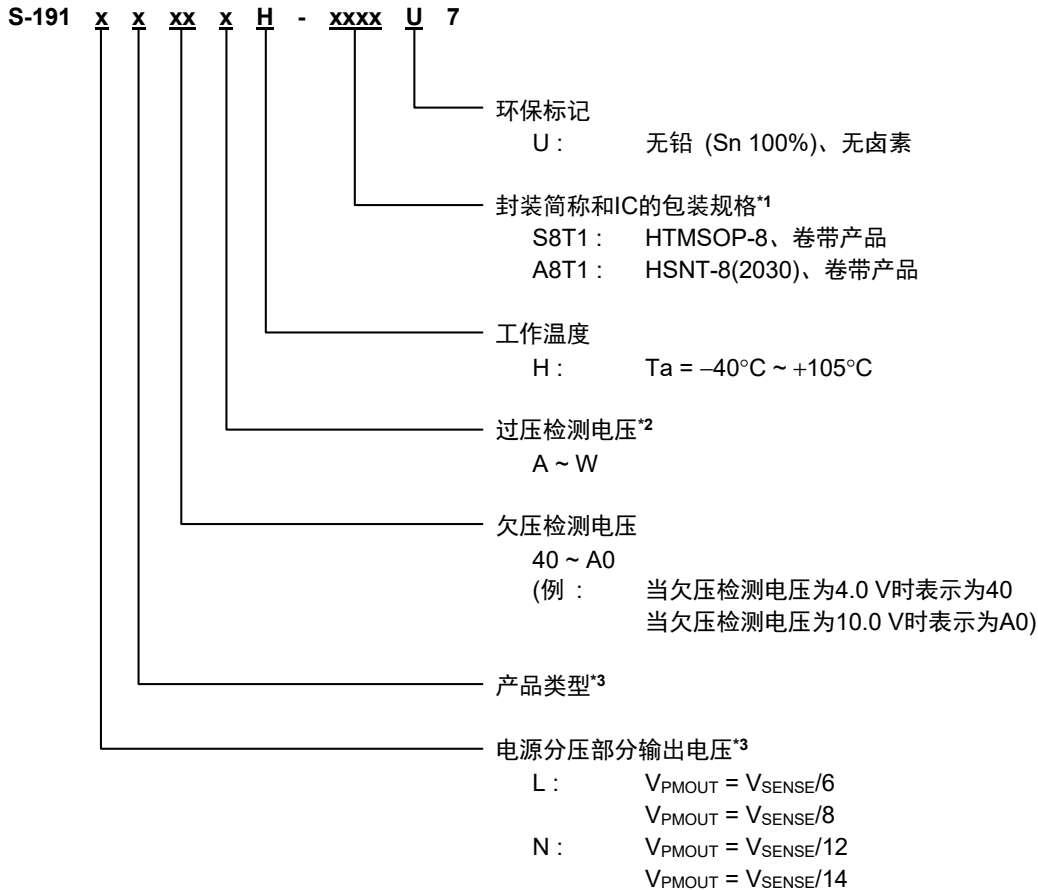 S-191 x x xx x H - xxxx U 7
环保标记
U : 无铅 (Sn 100%)、无卤素
封装简称和IC的包装规格*1
S8T1 : HTMSOP-8、卷带产品
A8T1 : HSNT-8(2030)、卷带产品
工作温度
H : Ta = −40°C ~ +105°C
过压检测电压*2
A ~ W
欠压检测电压
40 ~ A0
(例 : 当欠压检测电压为4.0 V时表示为40
当欠压检测电压为10.0 V时表示为A0)
产品类型*3
电源分压部分输出电压*3
L : VPMOUT = VSENSE/6
VPMOUT = VSENSE/8
N : VPMOUT = VSENSE/12
VPMOUT = VSENSE/14